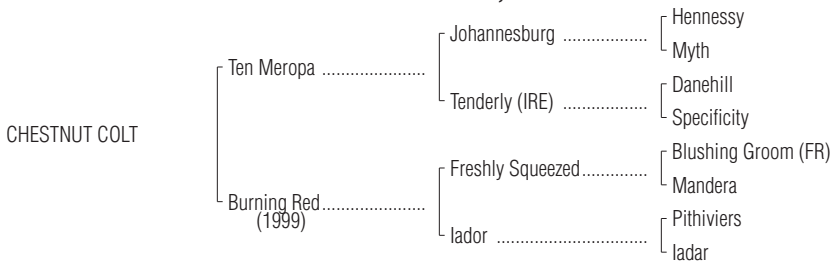 Hennessy
Johannesburg ..................
Myth
Ten Meropa ......................
Danehill
Tenderly (IRE) ..................
Specificity
CHESTNUT COLT
Blushing Groom (FR)
Freshly Squeezed..............
Mandera
Burning Red......................
(1999)
Pithiviers
Iador ................................
Iadar